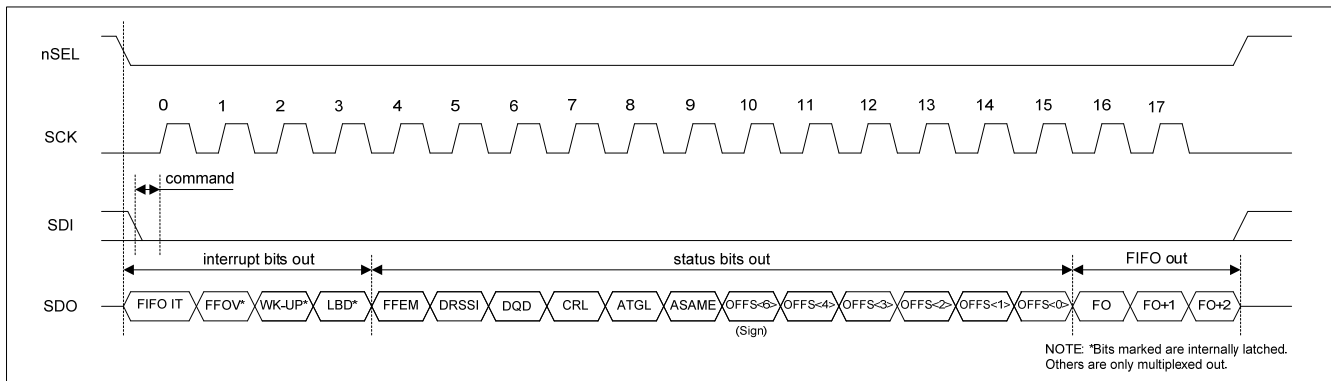 nSEL
0 1 2 3 4 5 6 7 8 9 10 11 12 13 14 15 16 17
SCK
command
SDI
interrupt bits out status bits out FIFO out
SDO FIFO IT FFOV* WK-UP* LBD* FFEM DRSSI DQD CRL ATGL ASAME OFFS<6> OFFS<4> OFFS<3> OFFS<2> OFFS<1> OFFS<0> FO FO+1 FO+2
(Sign)
NOTE: *Bits marked are internally latched.
Others are only multiplexed out.